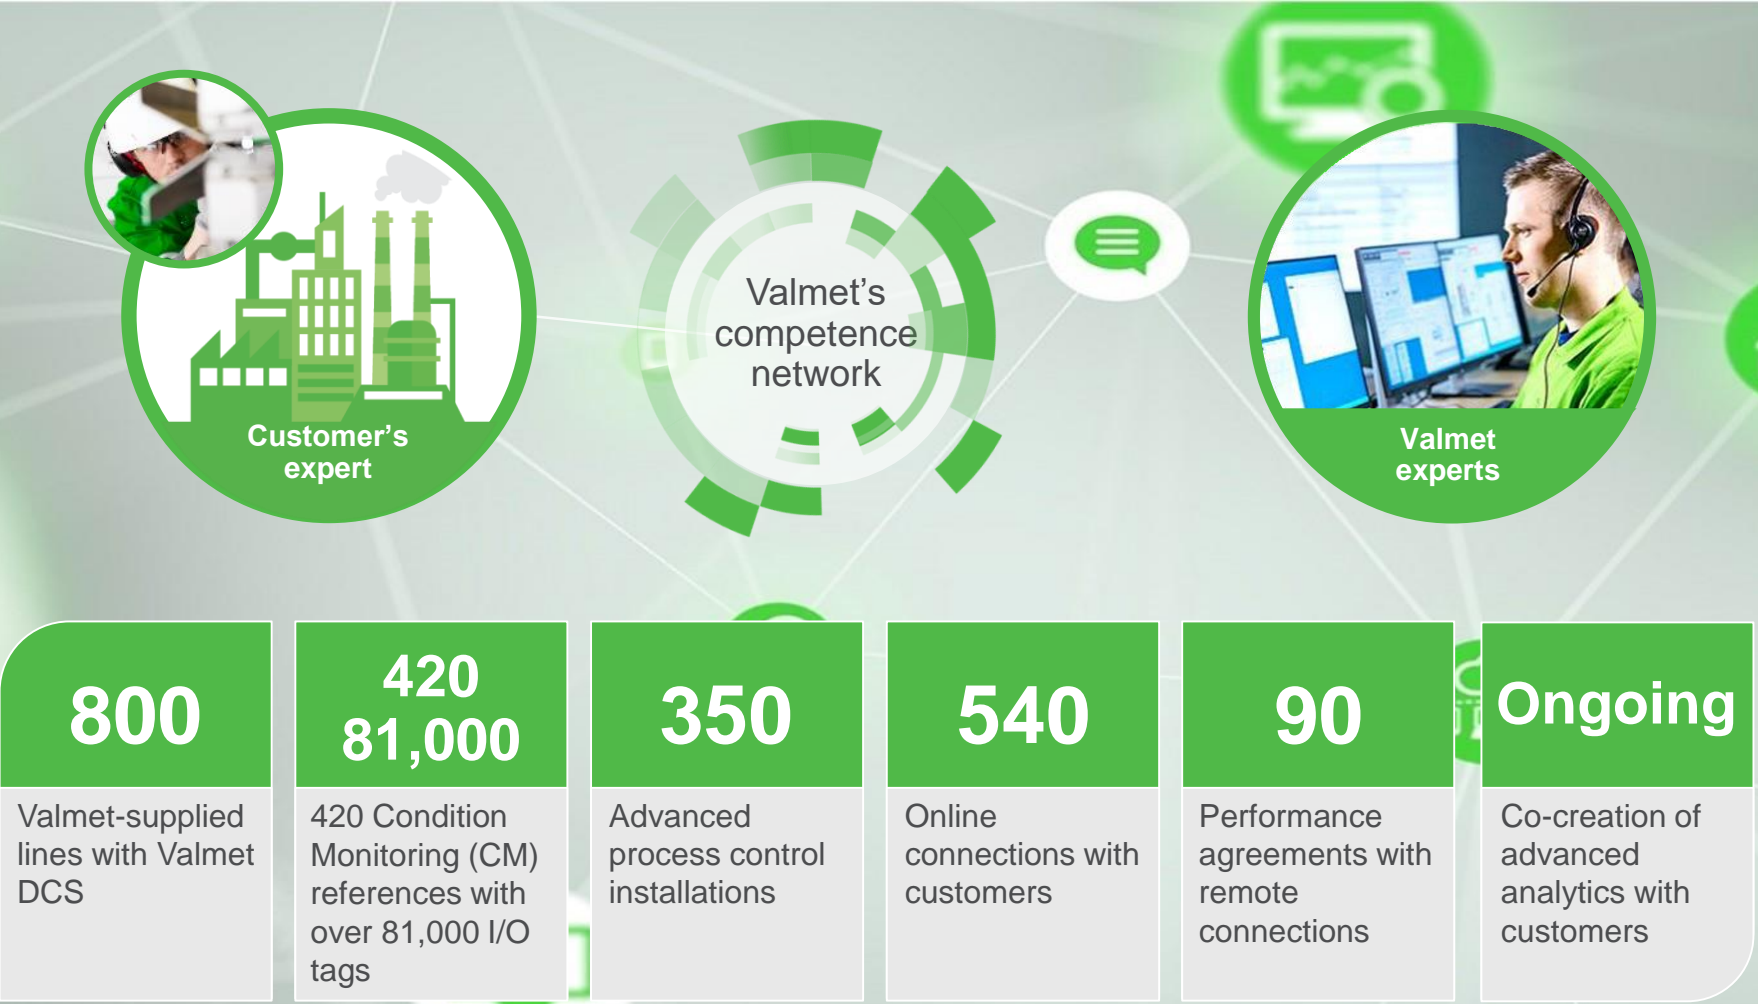 Valmet’s
competence
network
Customer’s
expert
Valmet
experts
800
Valmet-supplied
lines with Valmet
DCS
420
81,000
420 Condition
Monitoring (CM)
references with
over 81,000 I/O
tags
350
Advanced
process control
installations
540
Online
connections with
customers
90
Performance
agreements with
remote
connections
Ongoing
Co-creation of
advanced
analytics with
customers